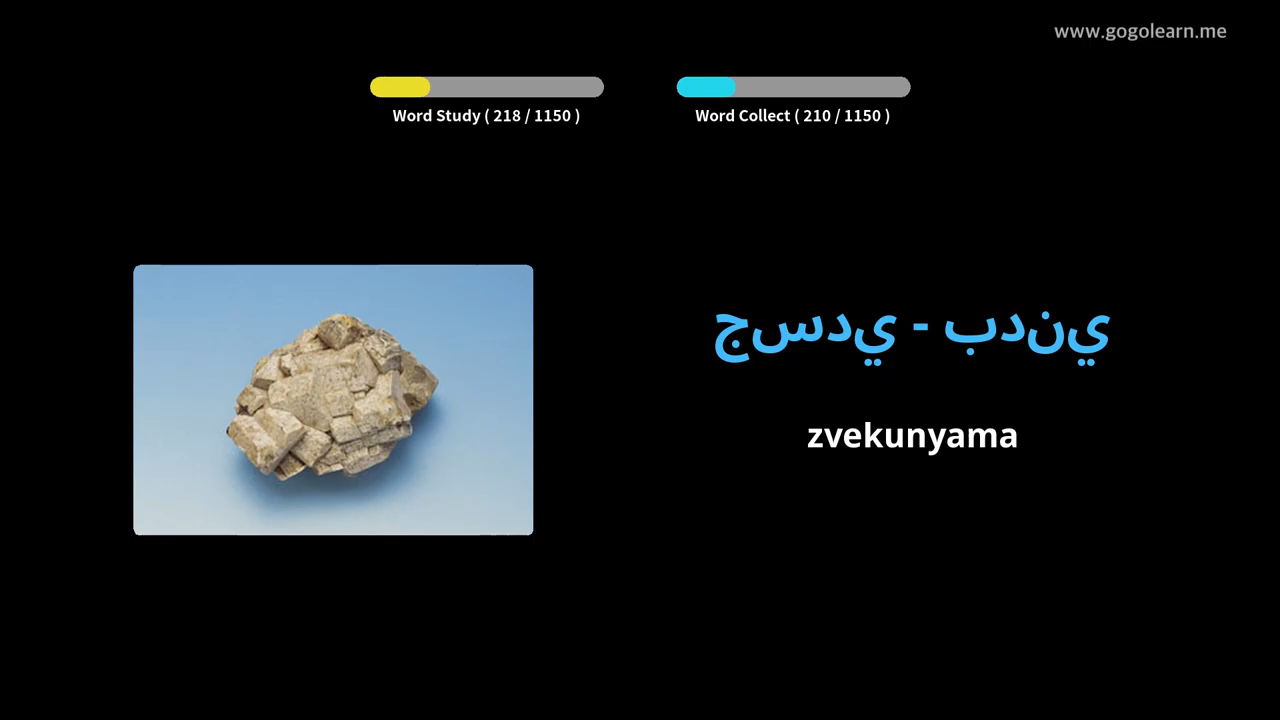 www.gogolearn.me
Word Study ( 218 / 1150 )
Word Collect ( 210 / 1150 )
جسدي - بدني
zvekunyama